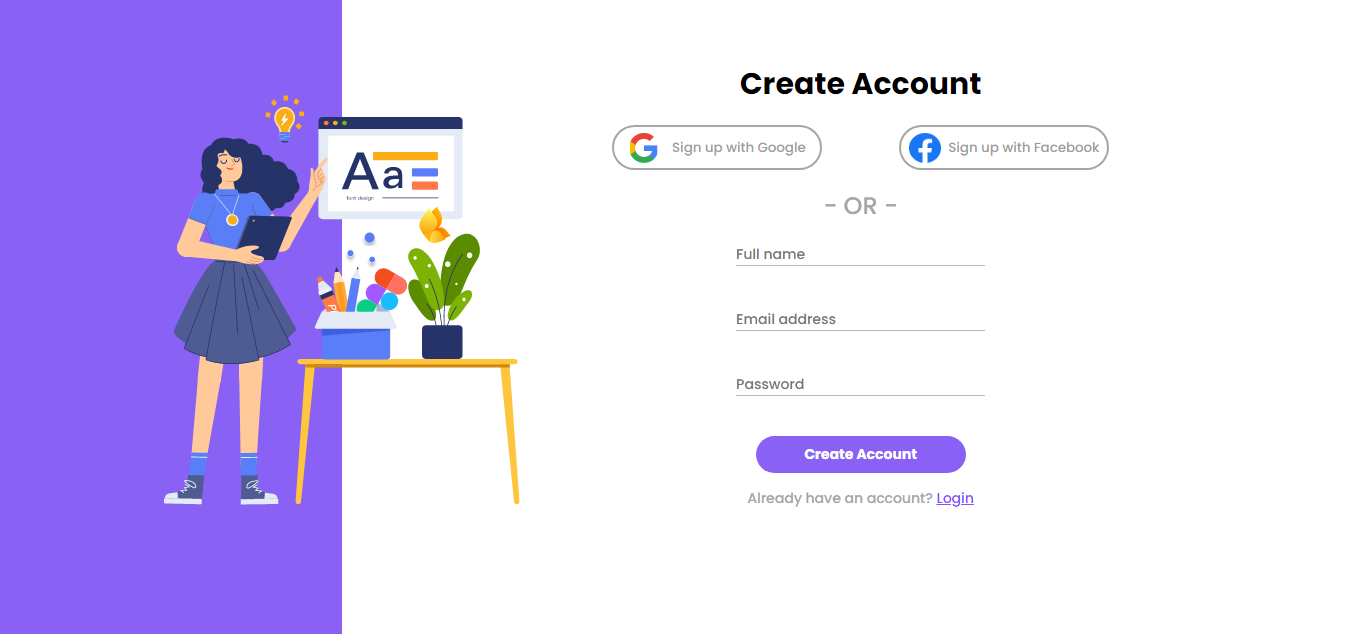 Create Account
Sign up with Google
Sign up with Facebook
- OR -
Aa
font design
Full name
Email address
Password
Create Account
Already have an account? Login